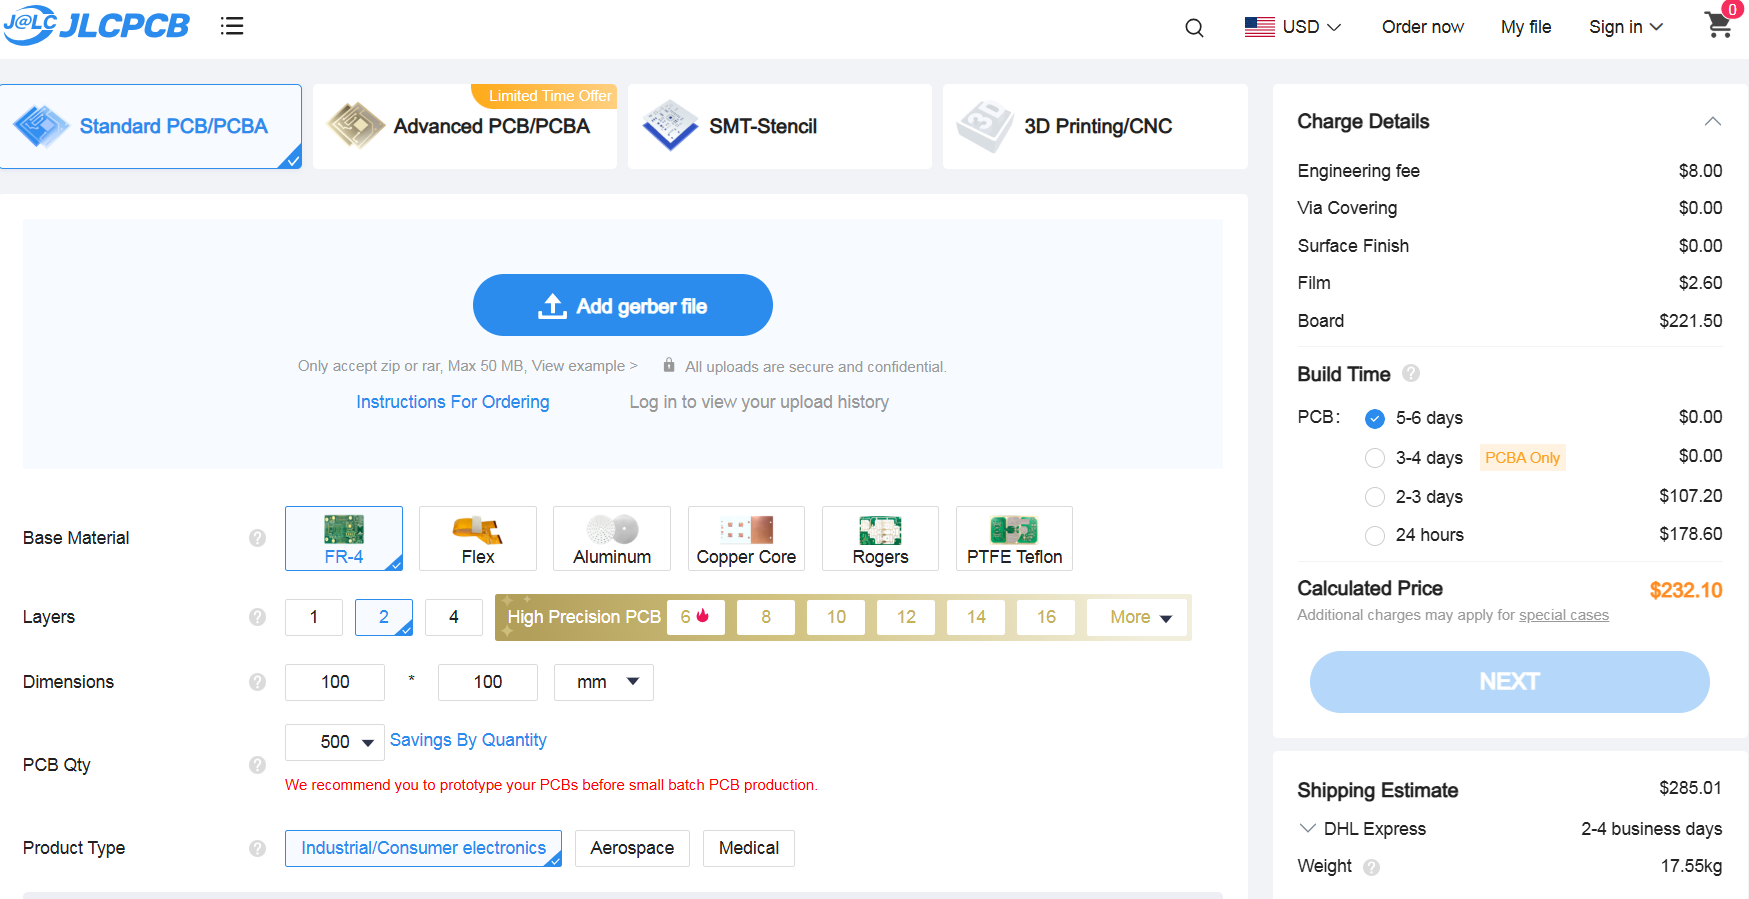 J@LC JLCPCB
USD
Order now
My file
Sign in
0
Standard PCB/PCBA
Limited Time Offer
Advanced PCB/PCBA
SMT-Stencil
3D
3D Printing/CNC
Add gerber file
Only accept zip or rar, Max 50 MB, View example >
All uploads are secure and confidential.
Instructions For Ordering
Log in to view your upload history
Base Material
?
FR-4
Flex
Aluminum
Copper Core
Rogers
PTFE Teflon
Layers
?
1
2
4
High Precision PCB
6
8
10
12
14
16
More
Dimensions
?
100
*
100
mm
PCB Qty
?
500
Savings By Quantity
We recommend you to prototype your PCBs before small batch PCB production.
Product Type
?
Industrial/Consumer electronics
Aerospace
Medical
Charge Details
Engineering fee $8.00
Via Covering $0.00
Surface Finish $0.00
Film $2.60
Board $221.50
Build Time ?
PCB: 5-6 days $0.00
3-4 days PCBA Only $0.00
2-3 days $107.20
24 hours $178.60
Calculated Price $232.10
Additional charges may apply for special cases
NEXT
Shipping Estimate $285.01
DHL Express 2-4 business days
Weight ? 17.55kg